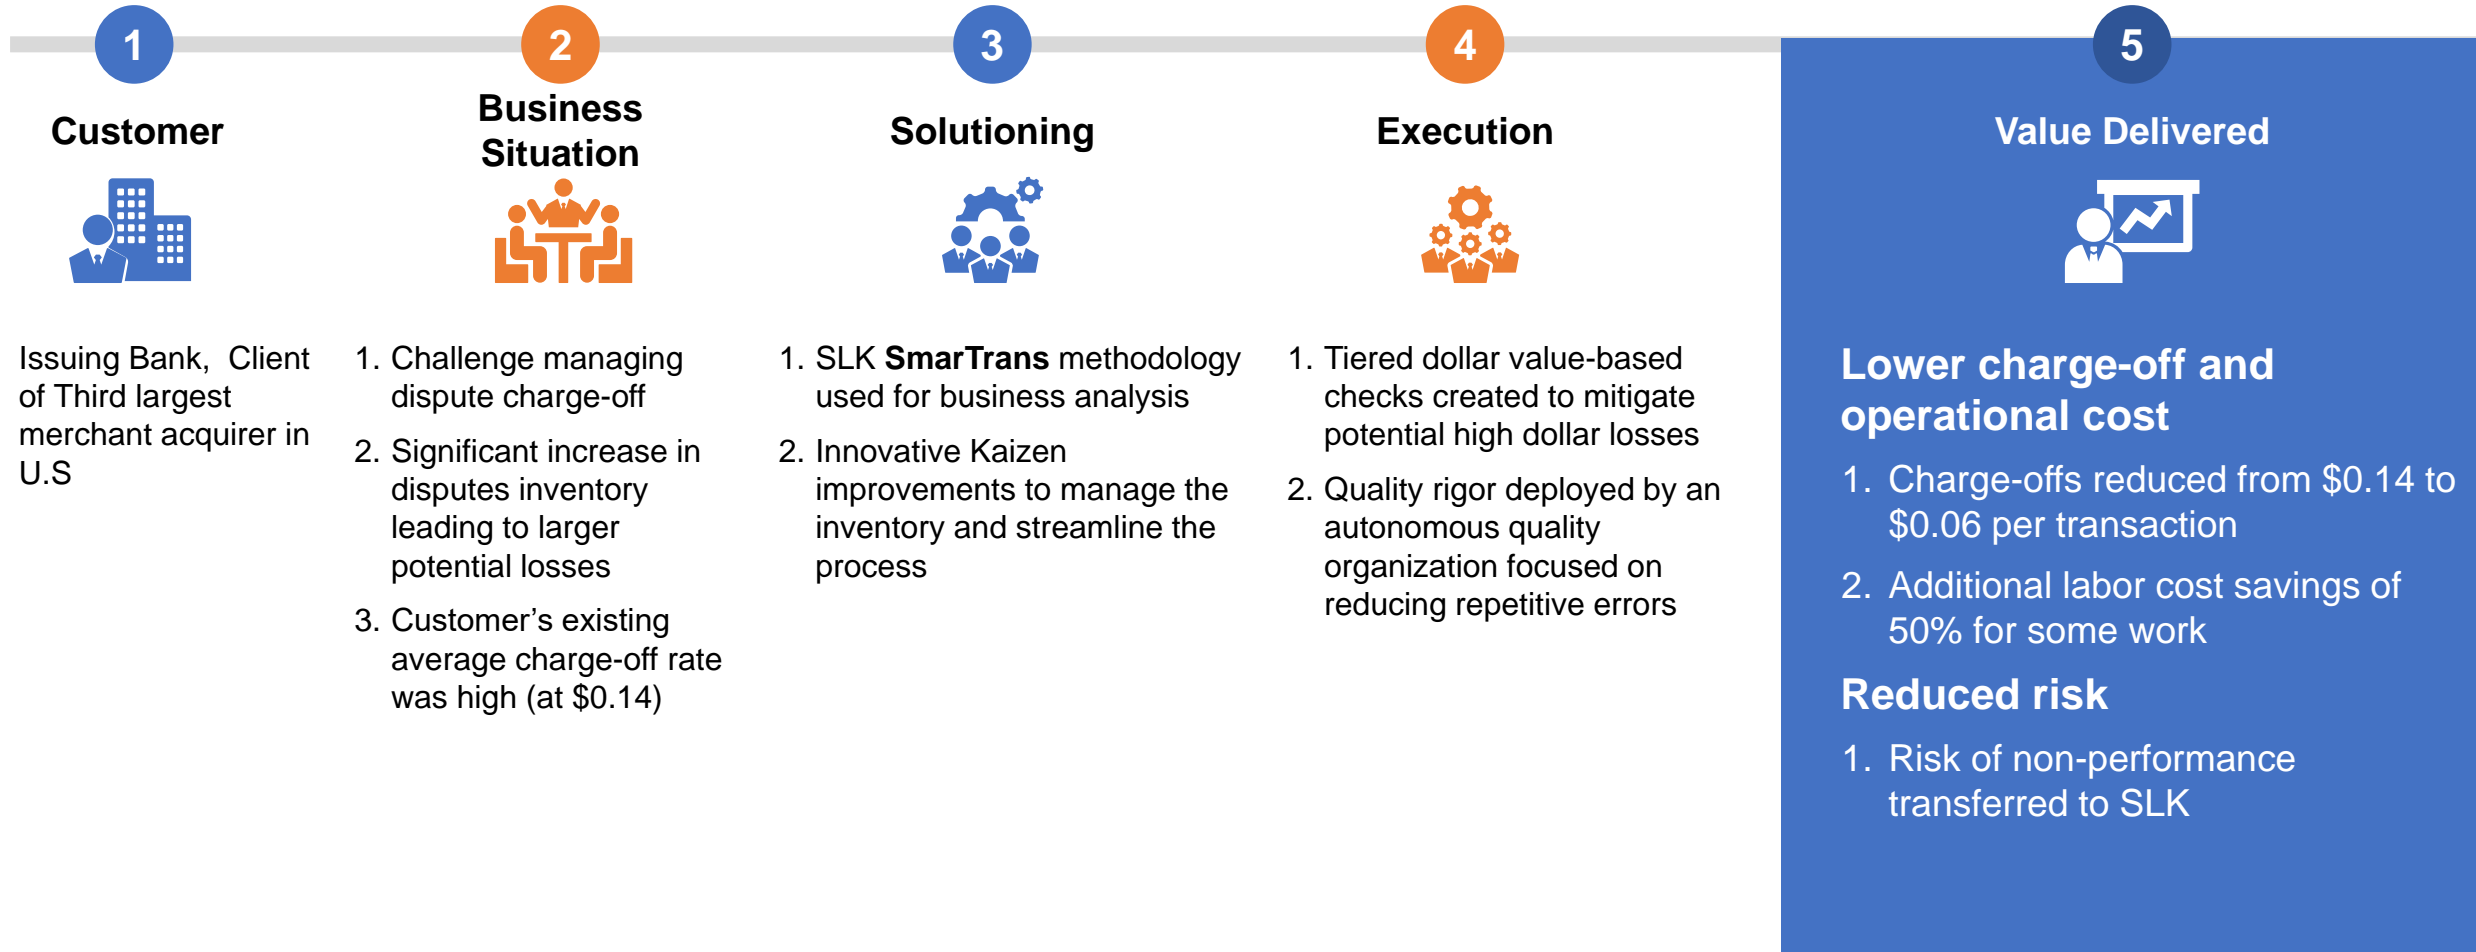 1
Customer
Issuing Bank,  Client
of Third largest
merchant acquirer in
U.S
2
Business
Situation
1. Challenge managing
dispute charge-off
2. Significant increase in
disputes inventory
leading to larger
potential losses
3. Customer’s existing
average charge-off rate
was high (at $0.14)
3
Solutioning
1. SLK SmarTrans methodology
used for business analysis
2. Innovative Kaizen
improvements to manage the
inventory and streamline the
process
4
Execution
1. Tiered dollar value-based
checks created to mitigate
potential high dollar losses
2. Quality rigor deployed by an
autonomous quality
organization focused on
reducing repetitive errors
5
Value Delivered
Lower charge-off and
operational cost
1. Charge-offs reduced from $0.14 to
$0.06 per transaction
2. Additional labor cost savings of
50% for some work
Reduced risk
1. Risk of non-performance
transferred to SLK